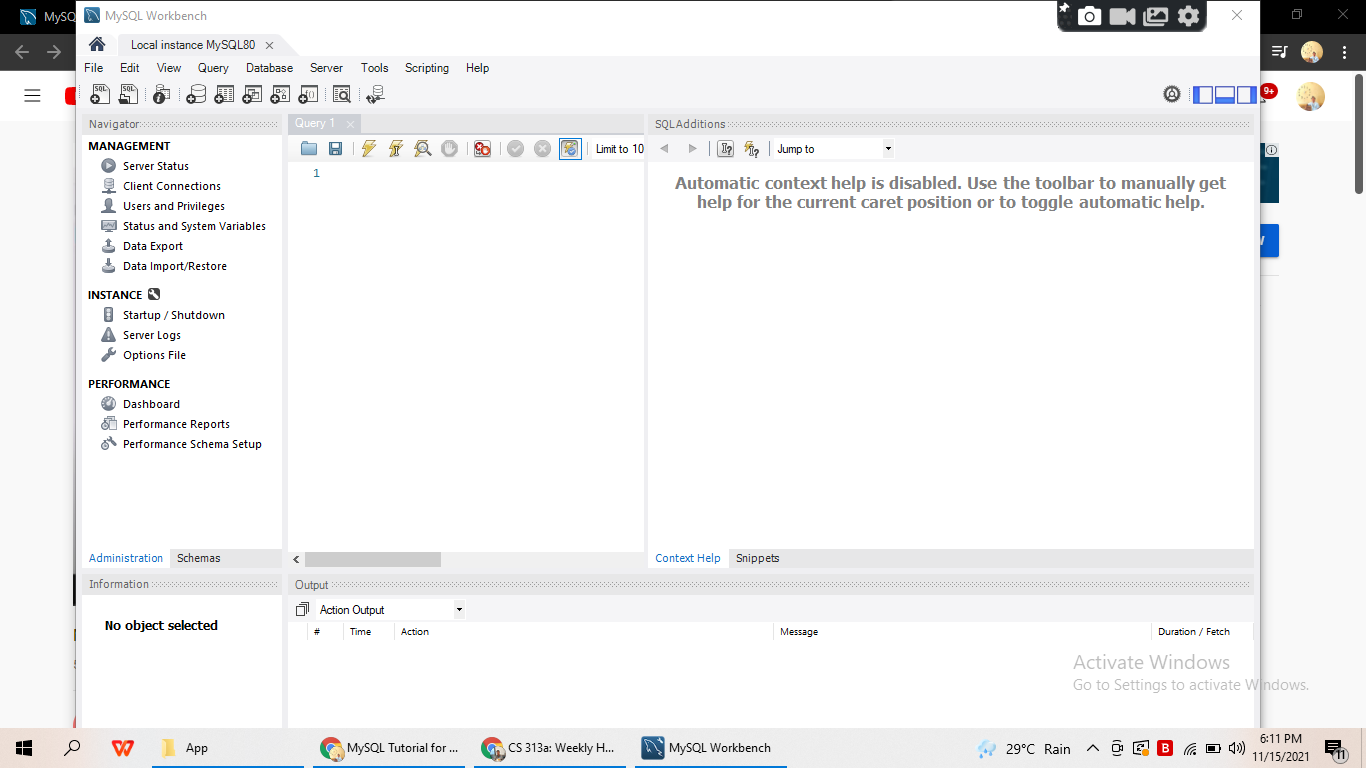 MySQ
MySQL Workbench
Local instance MySQL80
File Edit View Query Database Server Tools Scripting Help
9+
Navigator
MANAGEMENT
Server Status
Client Connections
Users and Privileges
Status and System Variables
Data Export
Data Import/Restore
INSTANCE
Startup / Shutdown
Server Logs
Options File
PERFORMANCE
Dashboard
Performance Reports
Performance Schema Setup
Administration Schemas
Query 1
Limit to 10
1
SQLAdditions
Jump to
Automatic context help is disabled. Use the toolbar to manually get
help for the current caret position or to toggle automatic help.
Context Help Snippets
Information
No object selected
Output
Action Output
# Time Action Message Duration / Fetch
Activate Windows
Go to Settings to activate Windows.
App
MySQL Tutorial for ...
CS 313a: Weekly H...
MySQL Workbench
29°C Rain
6:11 PM
11/15/2021
11